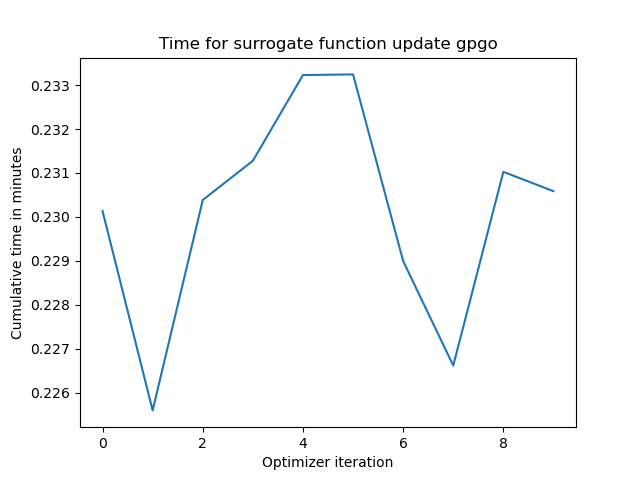 Time for surrogate function update gpgo
Cumulative time in minutes
0.233
0.232
0.231
0.230
0.229
0.228
0.227
0.226
0 2 4 6 8
Optimizer iteration